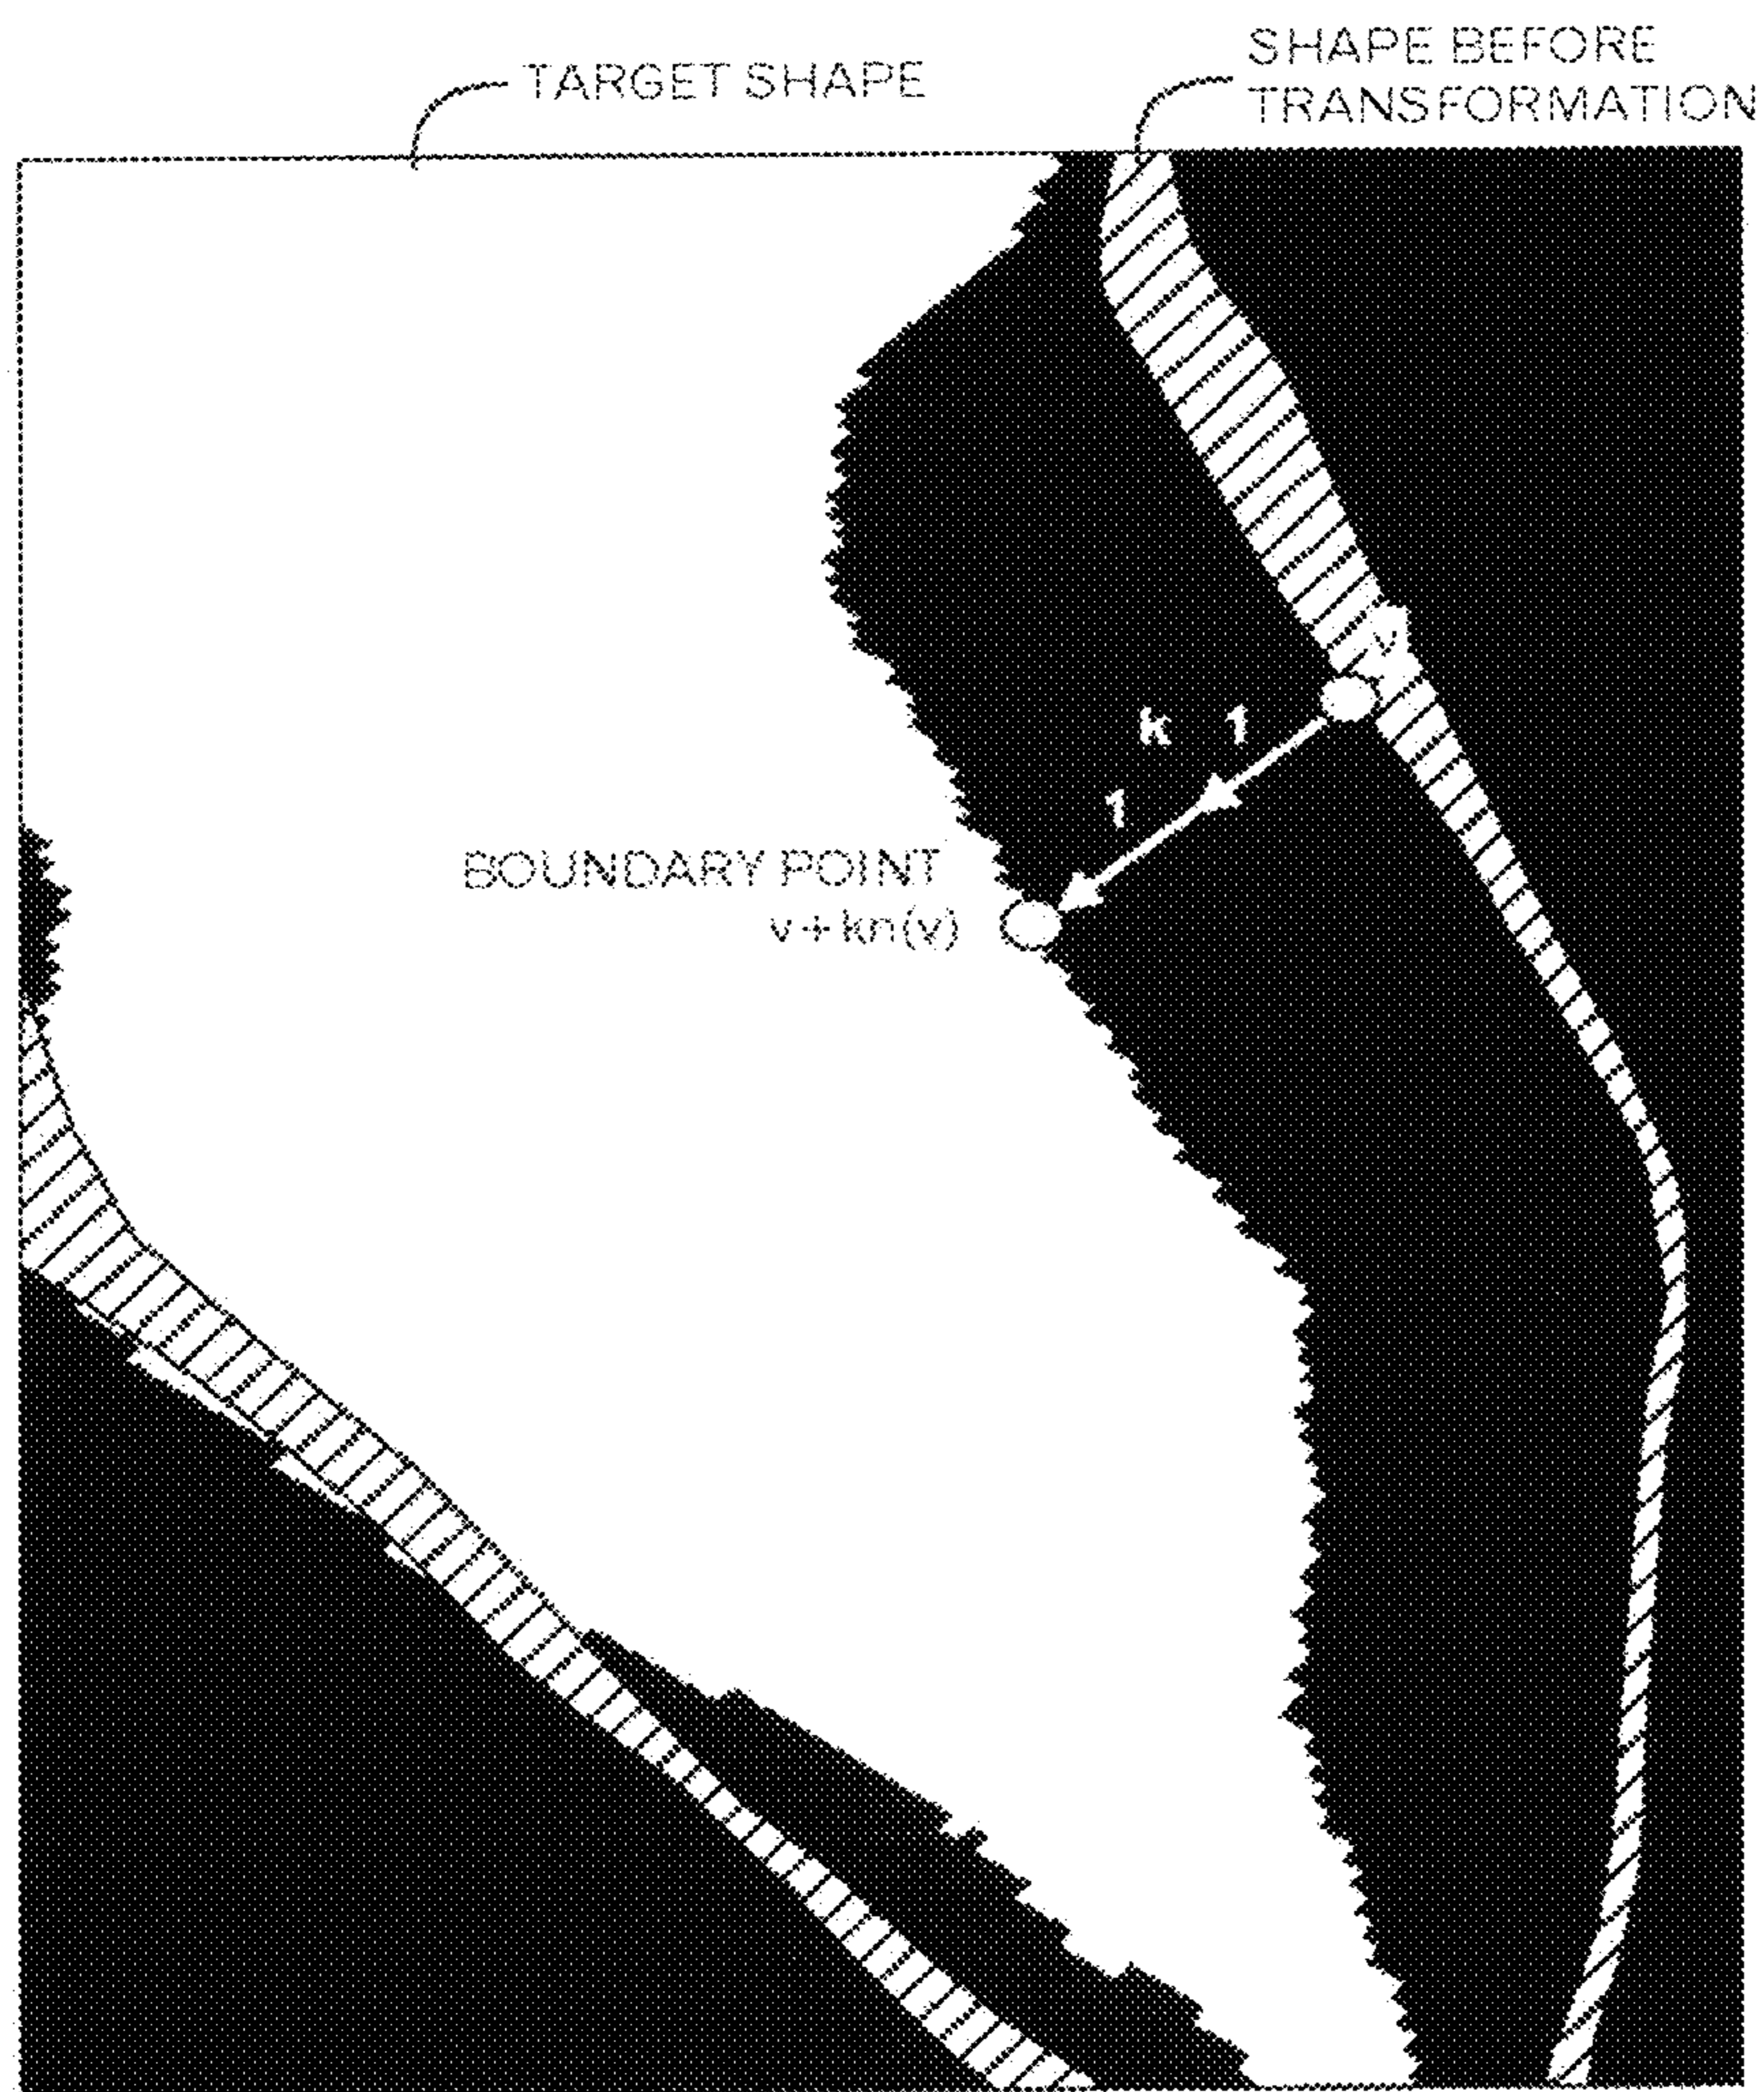 TARGET SHAPE
SHAPE BEFORE
TRANSFORMATION
v
k 1
1
BOUNDARY POINT
v+kn(v)